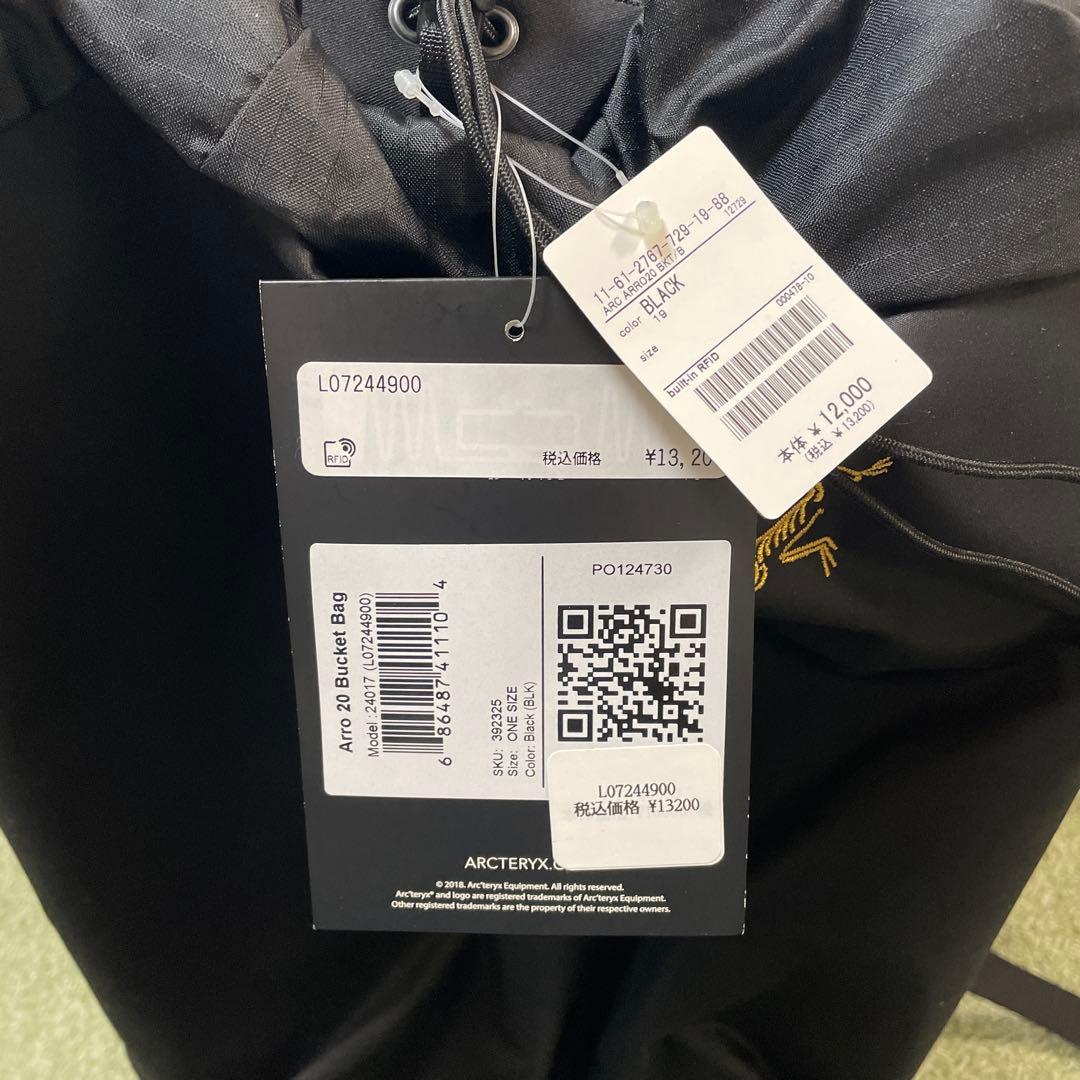 11-61-2767-729-19-88
ARC ARRO20 BKT/B
12729
color BLACK
19
size
000478-10
built-in RFID
本体 ¥12,000
(税込 ¥13,200)
L07244900
RFID
税込価格 ¥13,20
Arro 20 Bucket Bag
Model :24017 (L07244900)
6 86487 41110 4
SKU: 392325
Size: ONE SIZE
Color: Black (BLK)
PO124730
L07244900
税込価格 ¥13200
ARCTERYX.C
© 2018. Arc'teryx Equipment. All rights reserved.
Arc'teryx® and logo are registered trademarks of Arc'teryx Equipment.
Other registered trademarks are the property of their respective owners.